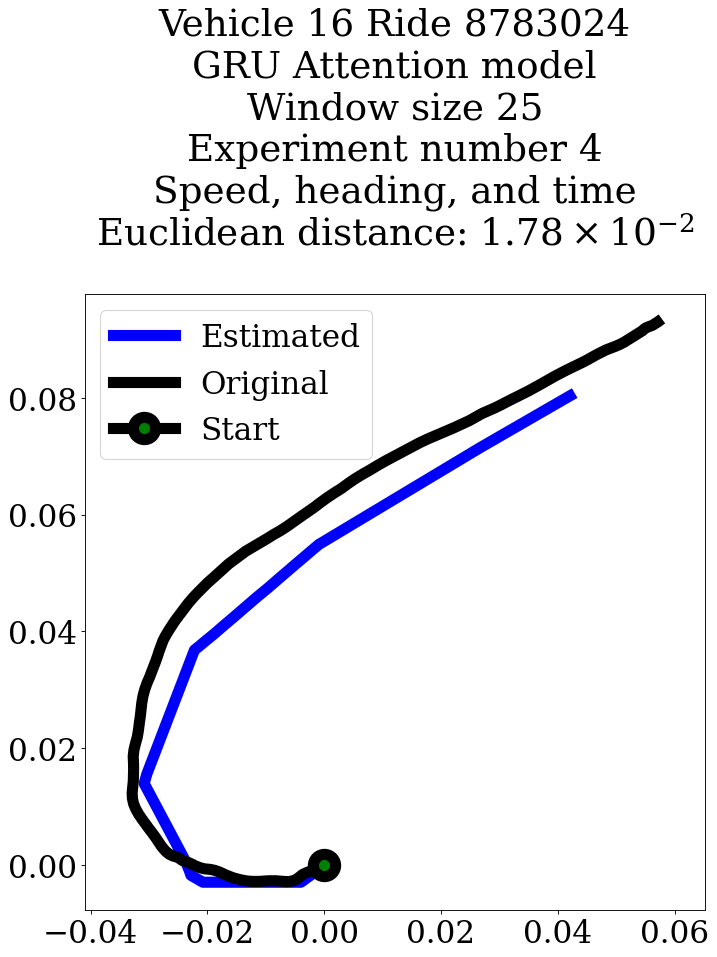 Vehicle 16 Ride 8783024
GRU Attention model
Window size 25
Experiment number 4
Speed, heading, and time
Euclidean distance: 1.78 × 10⁻²
Estimated
Original
Start
0.08
0.06
0.04
0.02
0.00
−0.04 −0.02 0.00 0.02 0.04 0.06